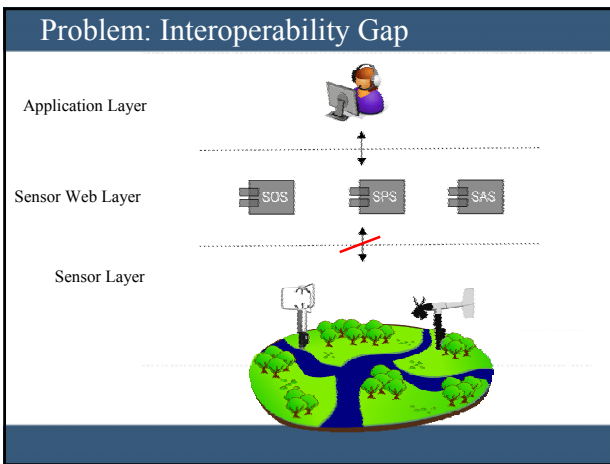 Problem: Interoperability Gap
Application Layer
Sensor Web Layer
SOS
SPS
SAS
Sensor Layer